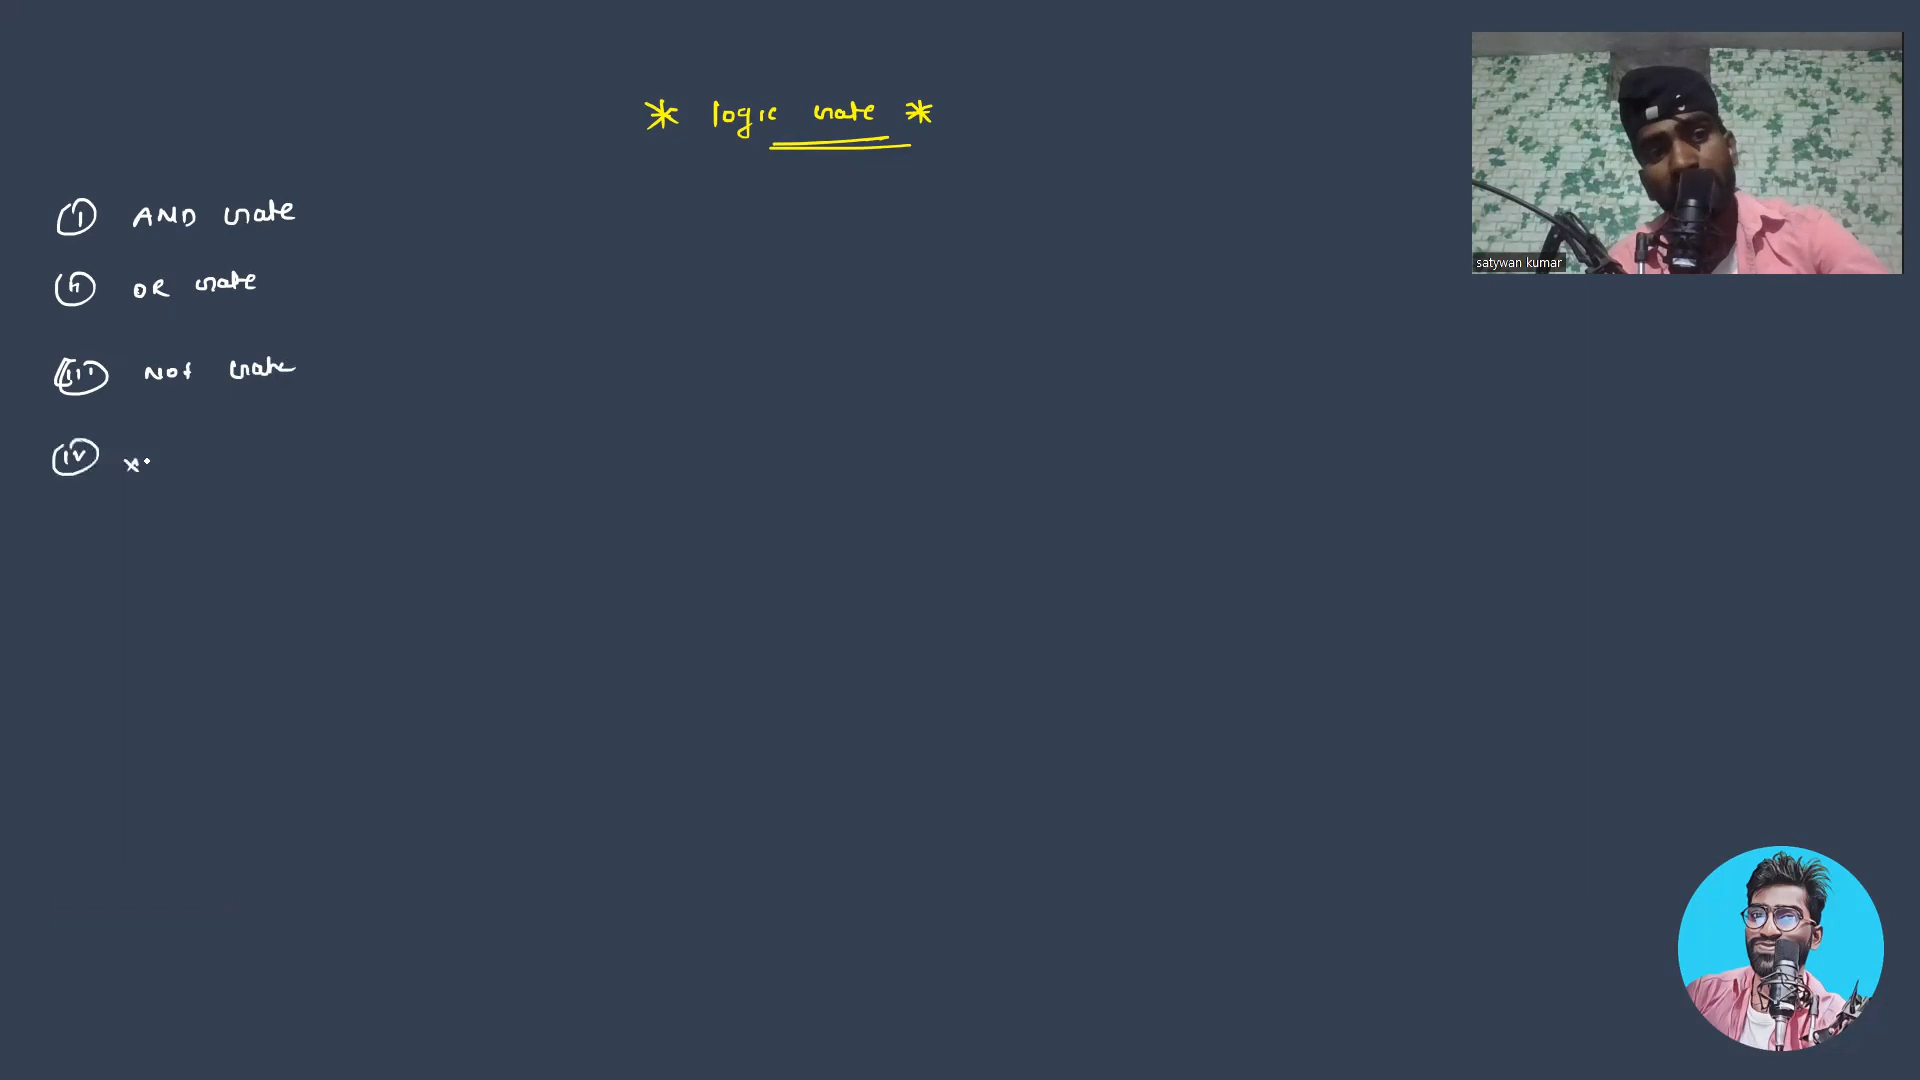 * logic Gate *
(i) AND Gate
(ii) OR Gate
(iii) NOT Gate
(iv) x
satywan kumar